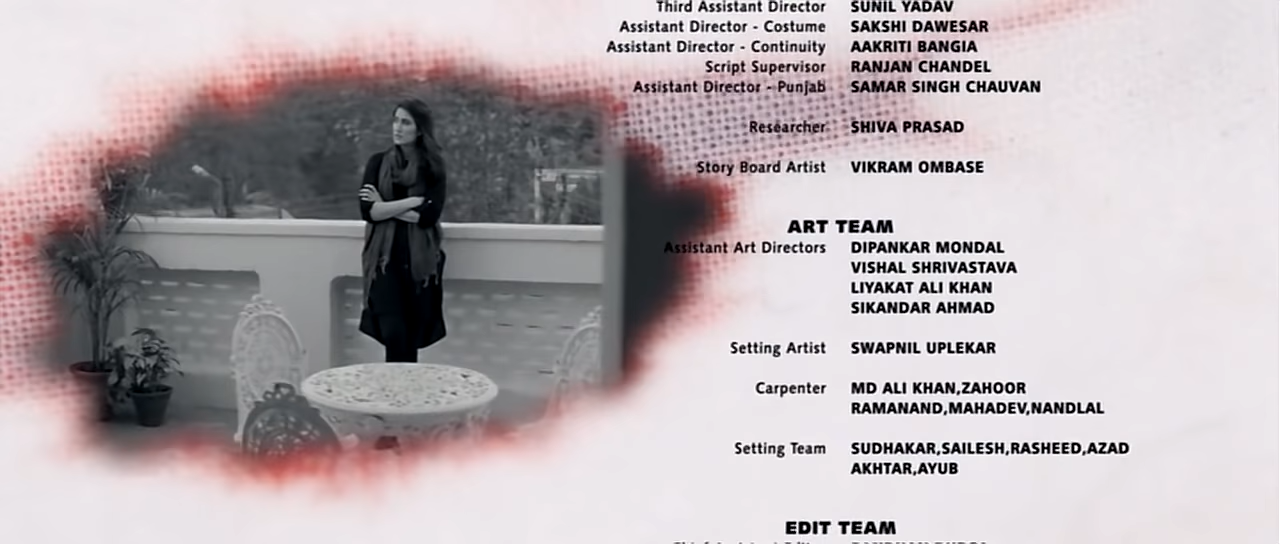 Third Assistant Director SUNIL YADAV
Assistant Director - Costume SAKSHI DAWESAR
Assistant Director - Continuity AAKRITI BANGIA
Script Supervisor RANJAN CHANDEL
Assistant Director - Punjab SAMAR SINGH CHAUVAN
Researcher SHIVA PRASAD
Story Board Artist VIKRAM OMBASE
ART TEAM
Assistant Art Directors DIPANKAR MONDAL
VISHAL SHRIVASTAVA
LIYAKAT ALI KHAN
SIKANDAR AHMAD
Setting Artist SWAPNIL UPLEKAR
Carpenter MD ALI KHAN,ZAHOOR
RAMANAND,MAHADEV,NANDLAL
Setting Team SUDHAKAR,SAILESH,RASHEED,AZAD
AKHTAR,AYUB
EDIT TEAM